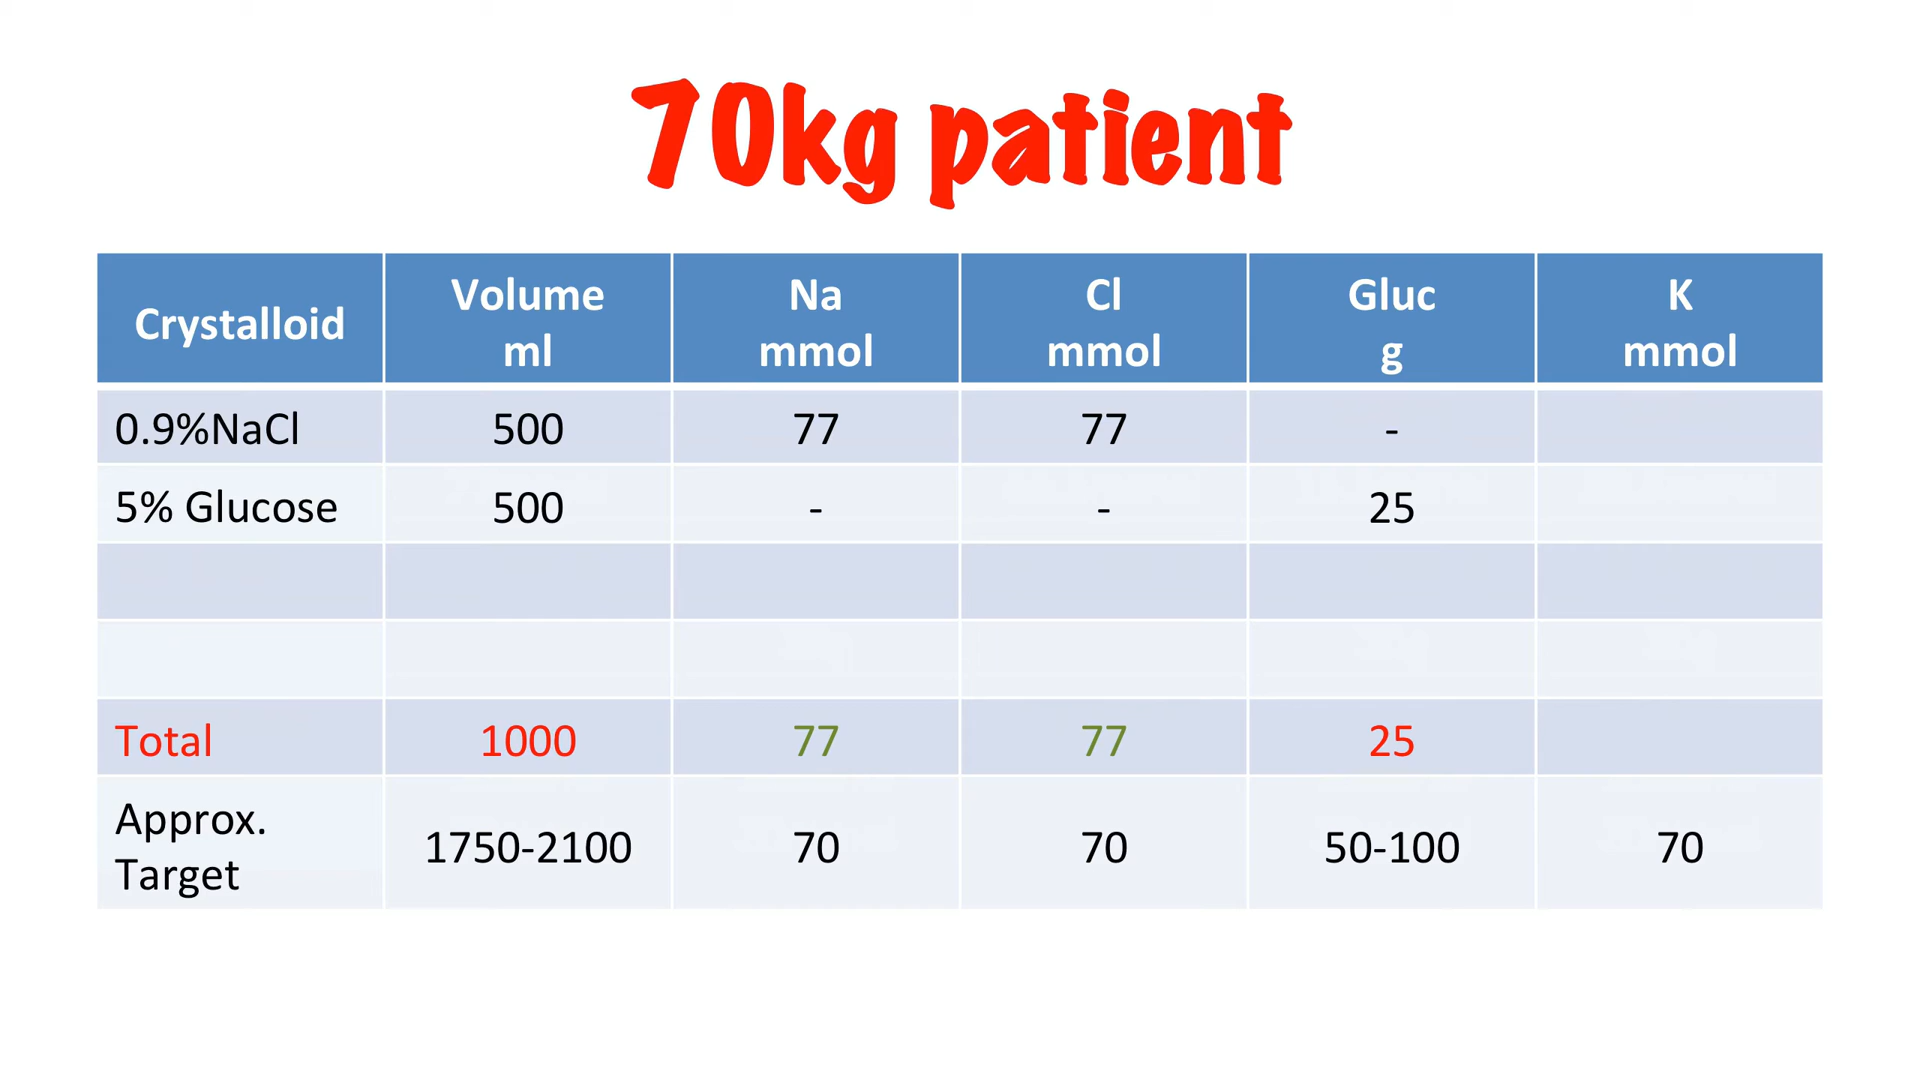 70kg patient
Crystalloid Volume ml Na mmol Cl mmol Gluc g K mmol
0.9%NaCl 500 77 77 -
5% Glucose 500 - - 25
Total 1000 77 77 25
Approx. Target 1750-2100 70 70 50-100 70